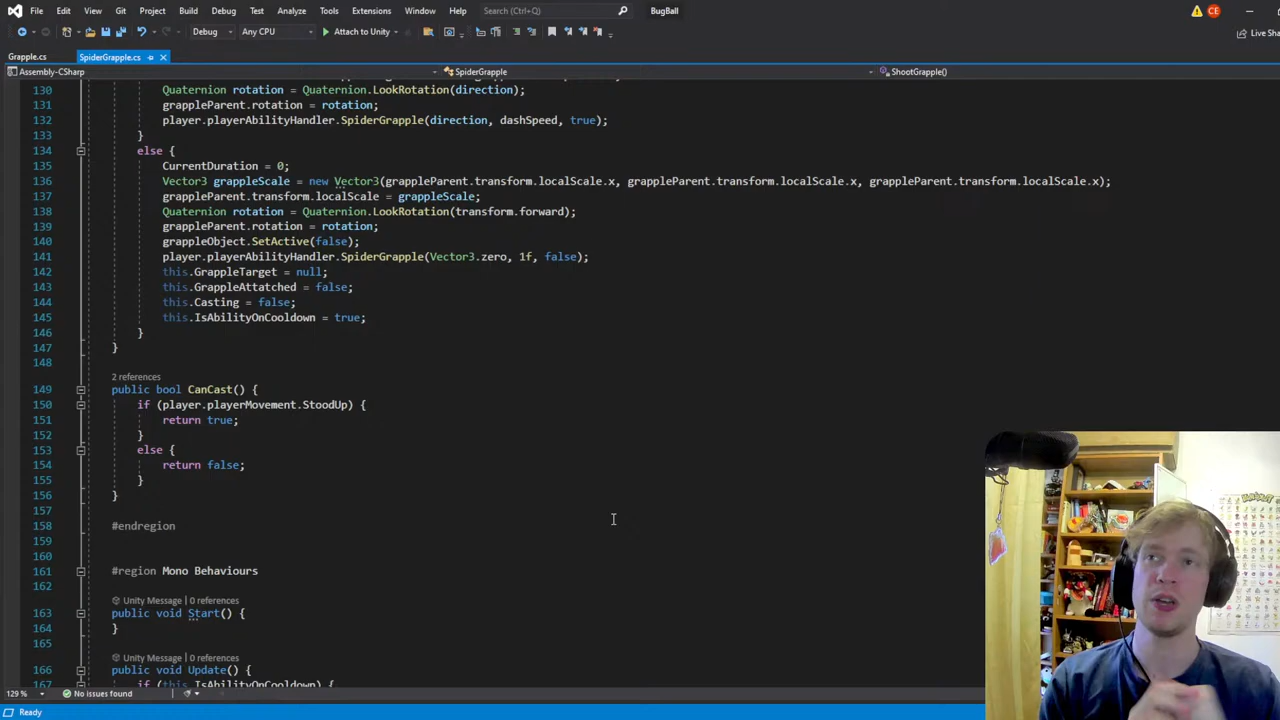 File Edit View Git Project Build Debug Test Analyze Tools Extensions Window Help Search (Ctrl+Q) BugBall CE
Debug Any CPU Attach to Unity Live Sha
Grapple.cs SpiderGrapple.cs
Assembly-CSharp SpiderGrapple ShootGrapple()
130 Quaternion rotation = Quaternion.LookRotation(direction);
131 grappleParent.rotation = rotation;
132 player.playerAbilityHandler.SpiderGrapple(direction, dashSpeed, true);
133 }
134 else {
135 CurrentDuration = 0;
136 Vector3 grappleScale = new Vector3(grappleParent.transform.localScale.x, grappleParent.transform.localScale.x, grappleParent.transform.localScale.x);
137 grappleParent.transform.localScale = grappleScale;
138 Quaternion rotation = Quaternion.LookRotation(transform.forward);
139 grappleParent.rotation = rotation;
140 grappleObject.SetActive(false);
141 player.playerAbilityHandler.SpiderGrapple(Vector3.zero, 1f, false);
142 this.GrappleTarget = null;
143 this.GrappleAttatched = false;
144 this.Casting = false;
145 this.IsAbilityOnCooldown = true;
146 }
147 }
148
2 references
149 public bool CanCast() {
150 if (player.playerMovement.StoodUp) {
151 return true;
152 }
153 else {
154 return false;
155 }
156 }
157
158 #endregion
159
160
161 #region Mono Behaviours
162
Unity Message | 0 references
163 public void Start() {
164 }
165
Unity Message | 0 references
166 public void Update() {
167 if (this.IsAbilityOnCooldown) {
129 % No issues found
Ready